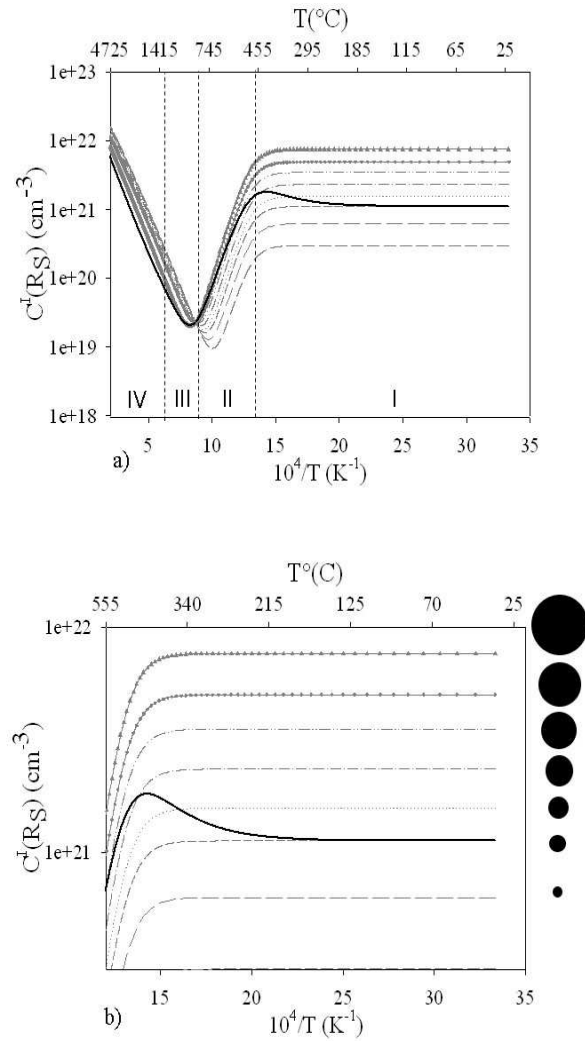 T(°C)
4725 1415 745 455 295 185 115 65 25
1e+23
1e+22
1e+21
1e+20
1e+19
1e+18
C^I(R_S) (cm^-3)
IV III II I
5 10 15 20 25 30 35
10^4/T (K^-1)
a)
T°(C)
555 340 215 125 70 25
1e+22
1e+21
C^I(R_S) (cm^-3)
15 20 25 30 35
10^4/T (K^-1)
b)